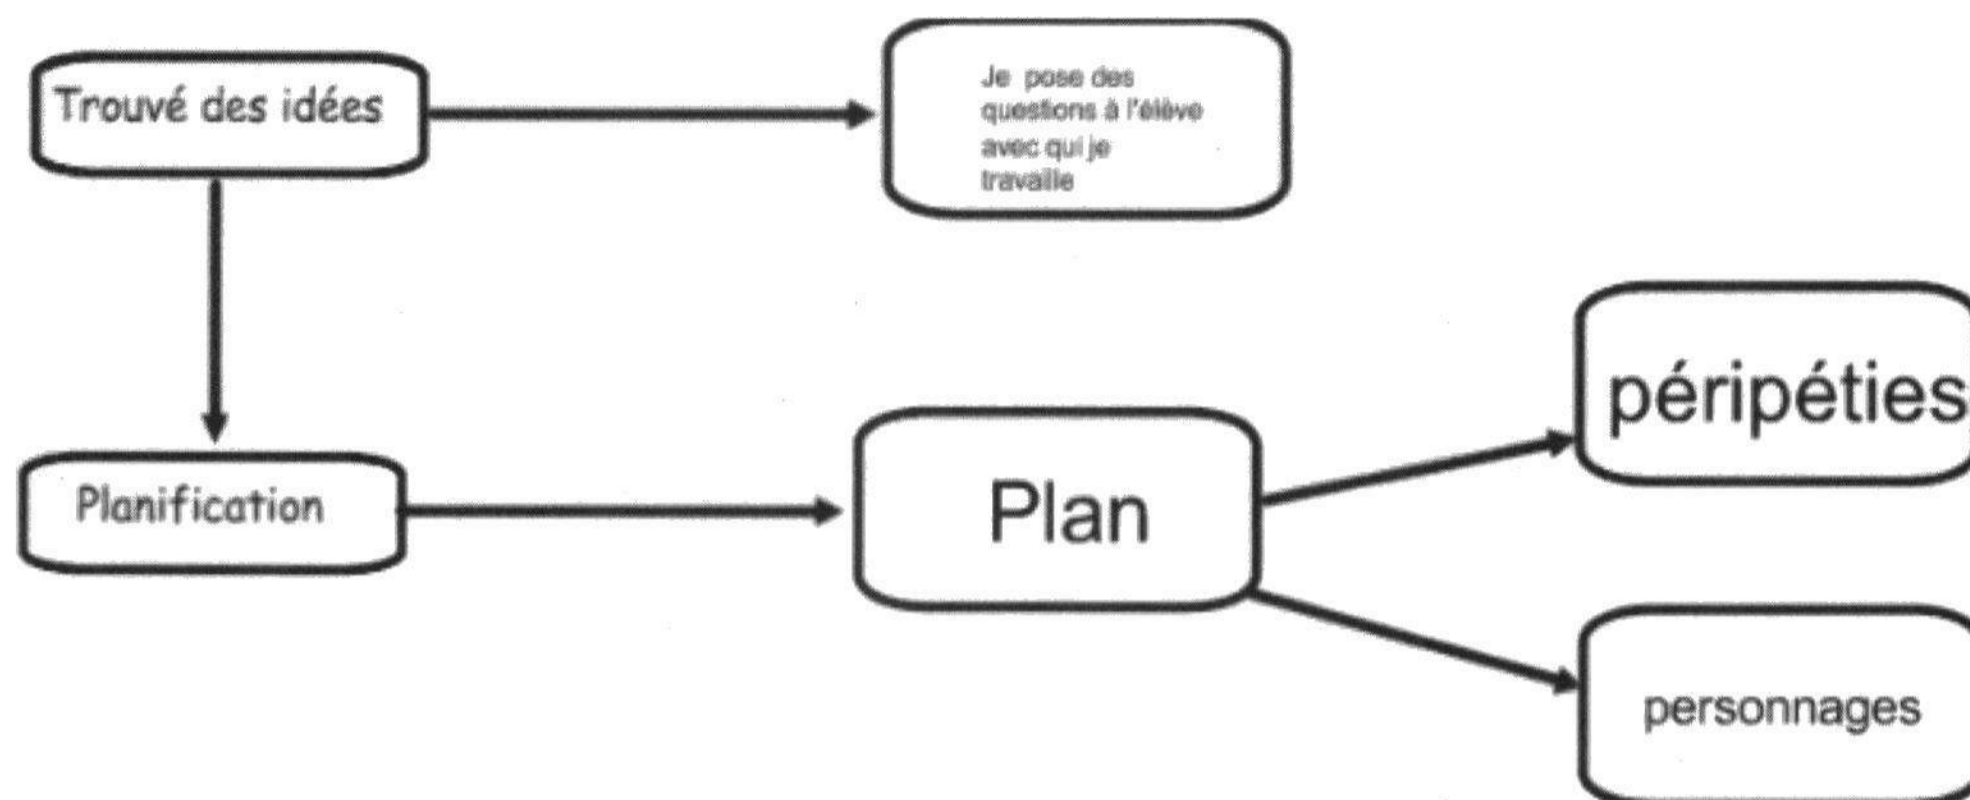 Trouvé des idées
Je pose des
questions à l'élève
avec qui je
travaille
Planification
Plan
péripéties
personnages